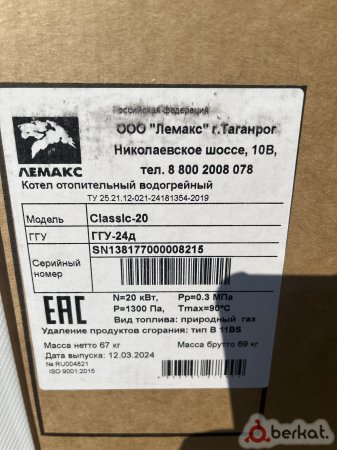 Российская федерация
ООО "Лемакс" г.Таганрог
Николаевское шоссе, 10В,
тел. 8 800 2008 078
ЛЕМАКС
Котел отопительный водогрейный
ТУ 25.21.12-021-24181354-2019
Модель Classic-20
ГГУ ГГУ-24д
Серийный номер SN138177000008215
EAC N=20 кВт, Pp=0.3 МПа
P=1300 Па, Tmax=90°C
Вид топлива: природный газ
Удаление продуктов сгорания: тип B 11BS
Масса нетто 67 кг Масса брутто 69 кг
Дата выпуска: 12.03.2024
№ RU004821
ISO 9001:2015
berkat.